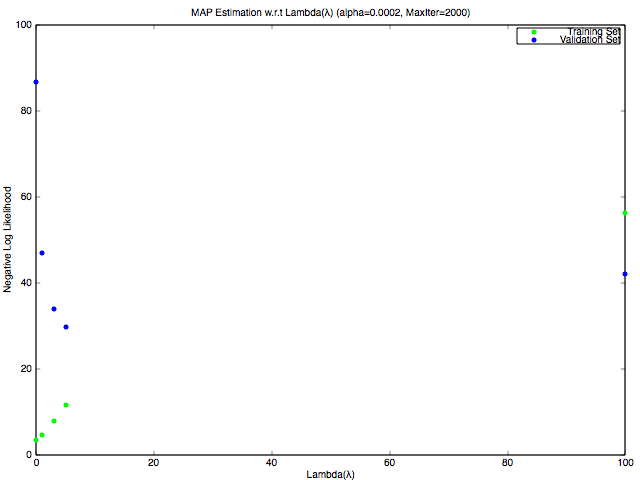 MAP Estimation w.r.t Lambda(λ) (alpha=0.0002, MaxIter=2000)
Training Set
Validation Set
100
80
60
40
20
0
Negative Log Likelihood
0 20 40 60 80 100
Lambda(λ)